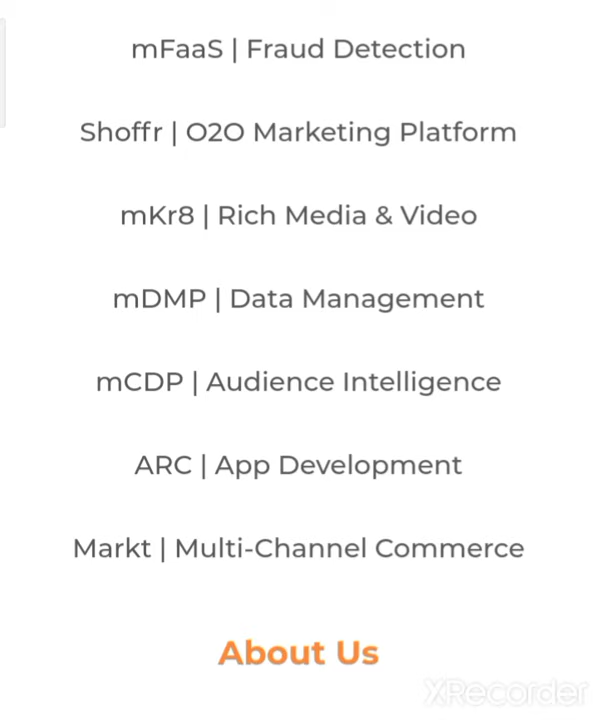 mFaaS | Fraud Detection
Shoffr | O2O Marketing Platform
mKr8 | Rich Media & Video
mDMP | Data Management
mCDP | Audience Intelligence
ARC | App Development
Markt | Multi-Channel Commerce
About Us
XRecorder